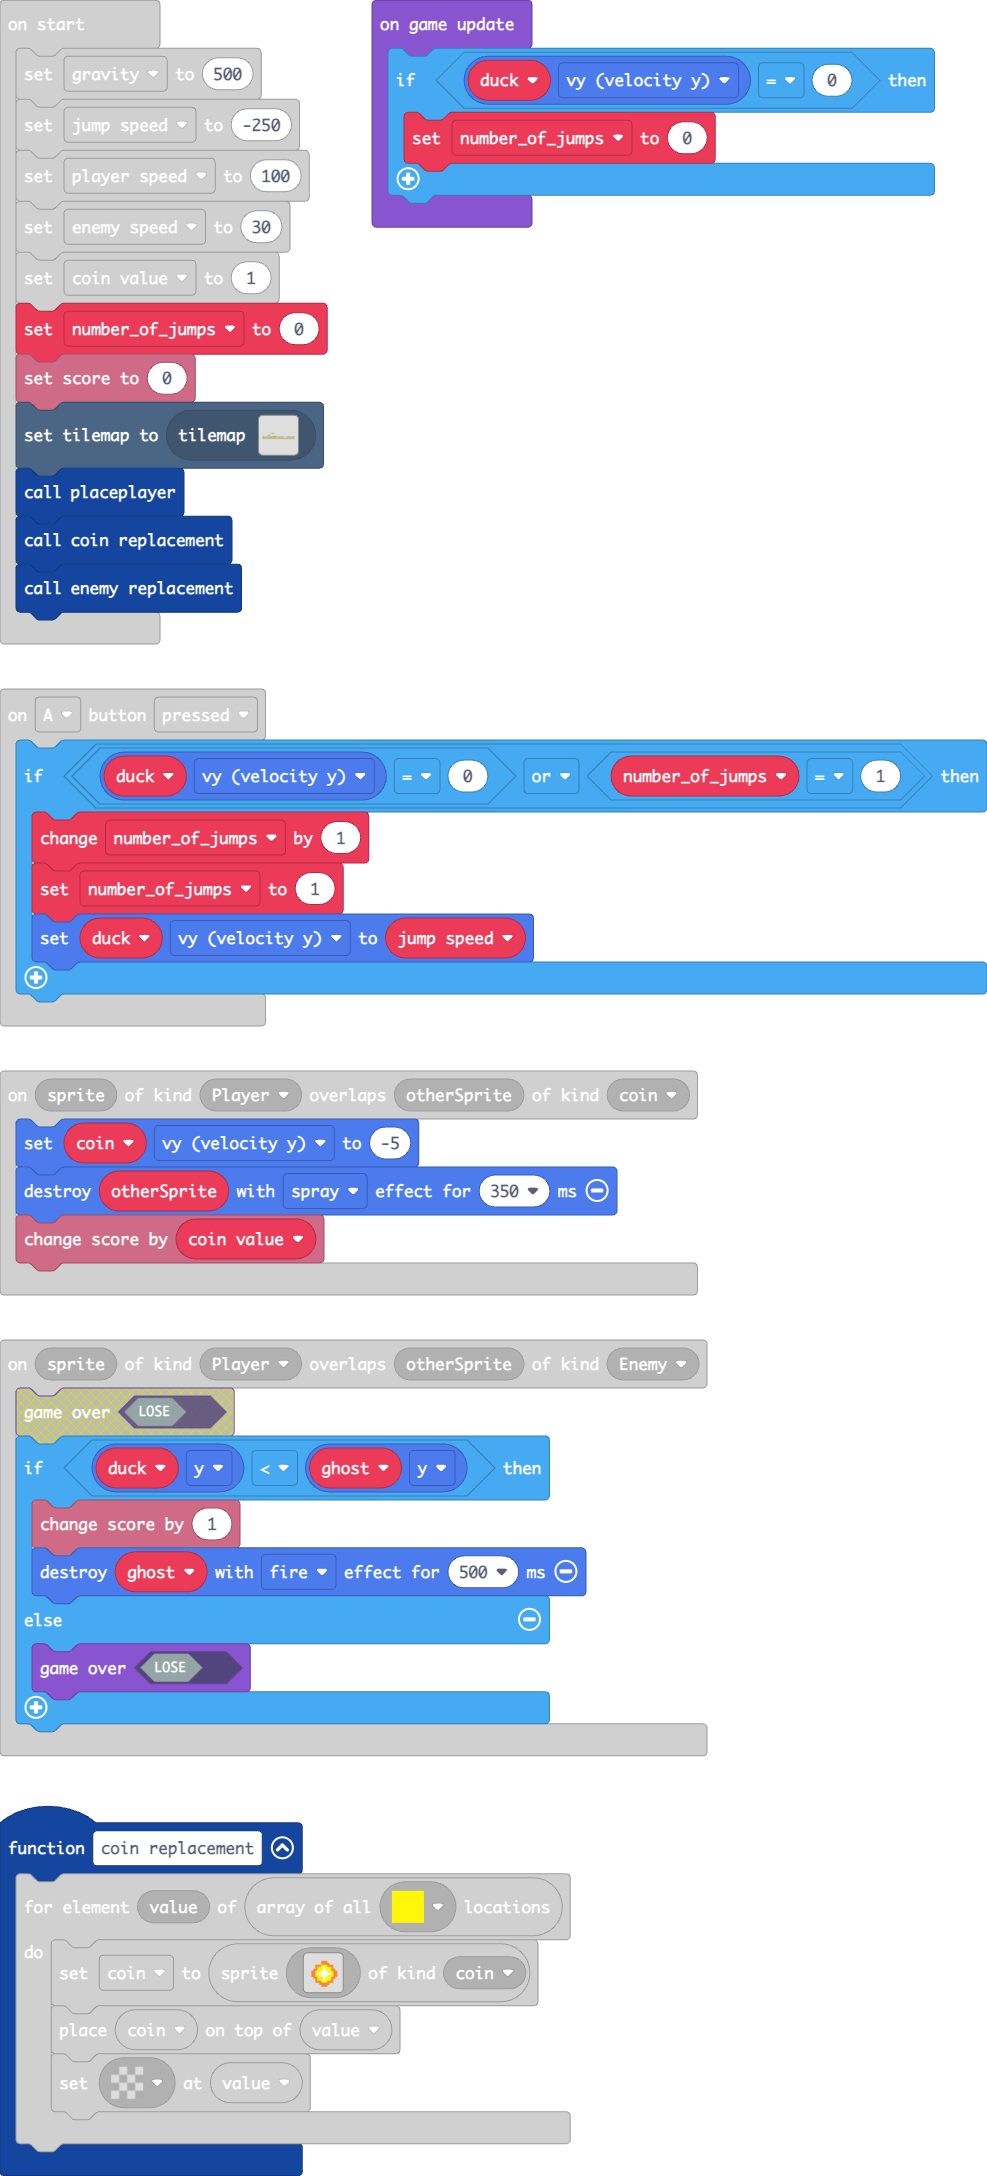 on start
set gravity to 500
set jump speed to -250
set player speed to 100
set enemy speed to 30
set coin value to 1
set number_of_jumps to 0
set score to 0
set tilemap to tilemap
call placeplayer
call coin replacement
call enemy replacement
on game update
if duck vy (velocity y) = 0 then
set number_of_jumps to 0
on A button pressed
if duck vy (velocity y) = 0 or number_of_jumps = 1 then
change number_of_jumps by 1
set number_of_jumps to 1
set duck vy (velocity y) to jump speed
on sprite of kind Player overlaps otherSprite of kind coin
set coin vy (velocity y) to -5
destroy otherSprite with spray effect for 350 ms
change score by coin value
on sprite of kind Player overlaps otherSprite of kind Enemy
game over LOSE
if duck y < ghost y then
change score by 1
destroy ghost with fire effect for 500 ms
else
game over LOSE
function coin replacement
for element value of array of all locations
do
set coin to sprite of kind coin
place coin on top of value
set at value